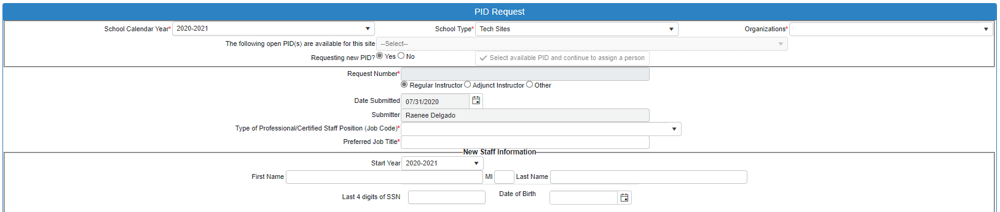 PID Request
School Calendar Year* 2020-2021 School Type* Tech Sites Organizations*
The following open PID(s) are available for this site --Select--
Requesting new PID? Yes No Select available PID and continue to assign a person
Request Number*
Regular Instructor Adjunct Instructor Other
Date Submitted 07/31/2020
Submitter Raenee Delgado
Type of Professional/Certified Staff Position (Job Code)*
Preferred Job Title*
New Staff Information
Start Year 2020-2021
First Name MI Last Name
Last 4 digits of SSN Date of Birth